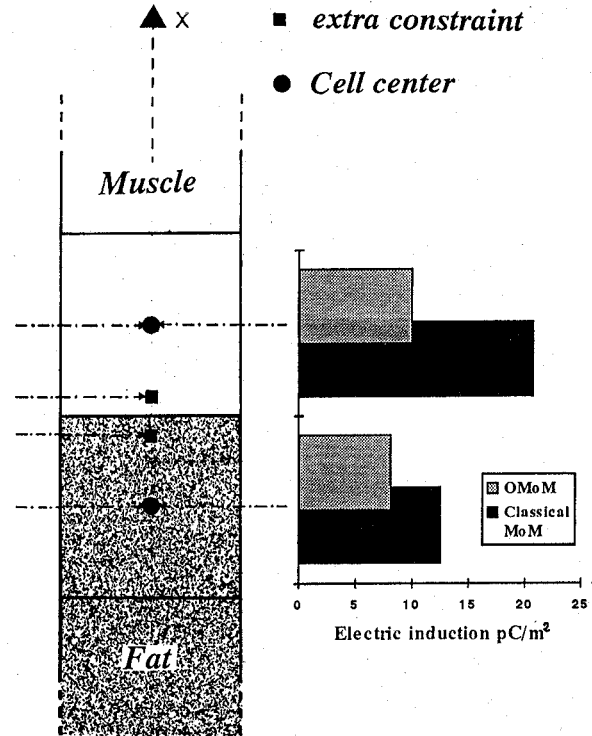 X
■ extra constraint
● Cell center
Muscle
Fat
OMoM
Classical
MoM
0 5 10 15 20 25
Electric induction pC/m²